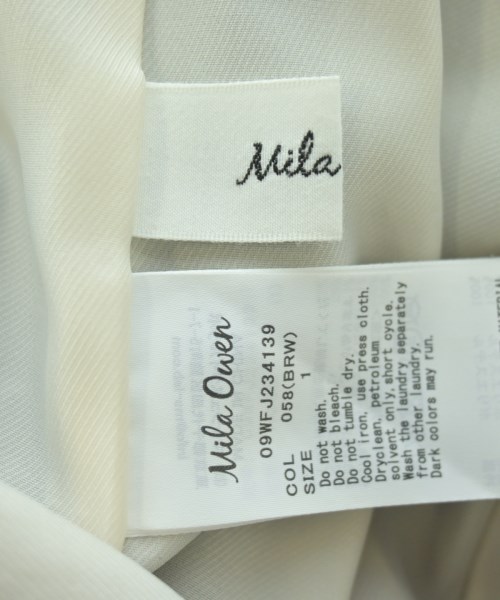 Mila
Mila Owen
09WFJ234139
COL 058(BRW)
SIZE 1
Do not wash.
Do not bleach.
Do not tumble dry.
Cool iron, use press cloth.
Dryclean, petroleum
solvent only, short cycle.
Wash the laundry separately
from other laundry.
Dark colors may run.